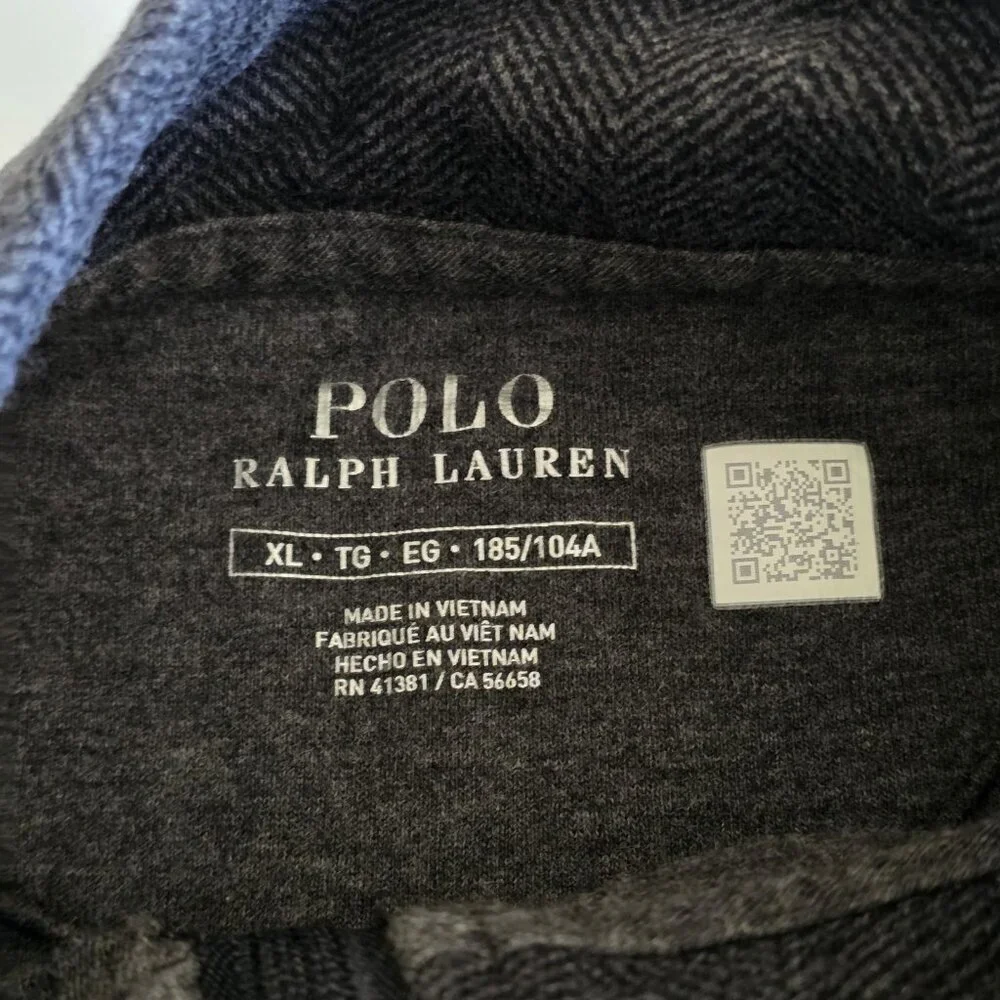 POLO
RALPH LAUREN
XL • TG • EG • 185/104A
MADE IN VIETNAM
FABRIQUÉ AU VIÊT NAM
HECHO EN VIETNAM
RN 41381 / CA 56658